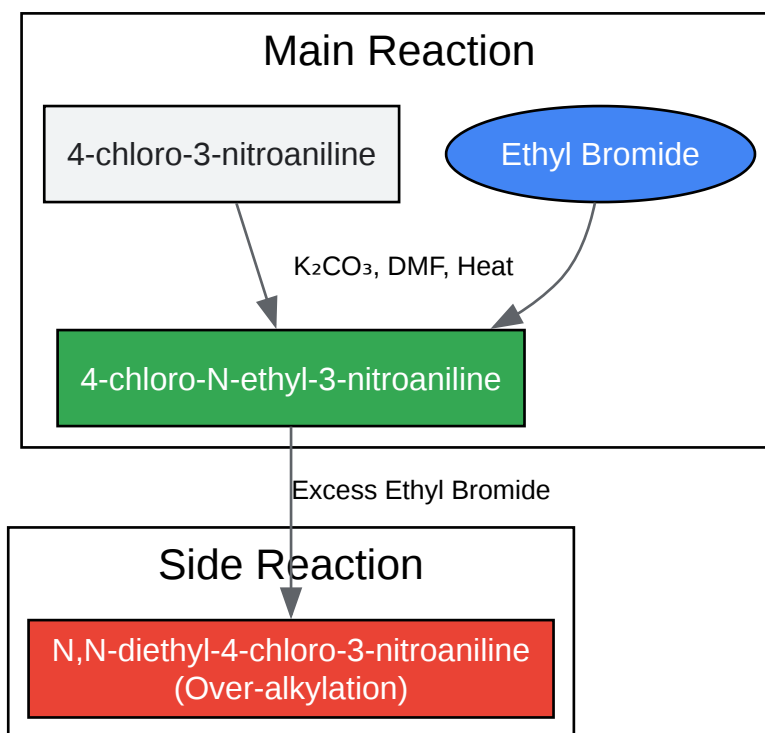 Main Reaction
4-chloro-3-nitroaniline
Ethyl Bromide
K₂CO₃, DMF, Heat
4-chloro-N-ethyl-3-nitroaniline
Excess Ethyl Bromide
Side Reaction
N,N-diethyl-4-chloro-3-nitroaniline
(Over-alkylation)